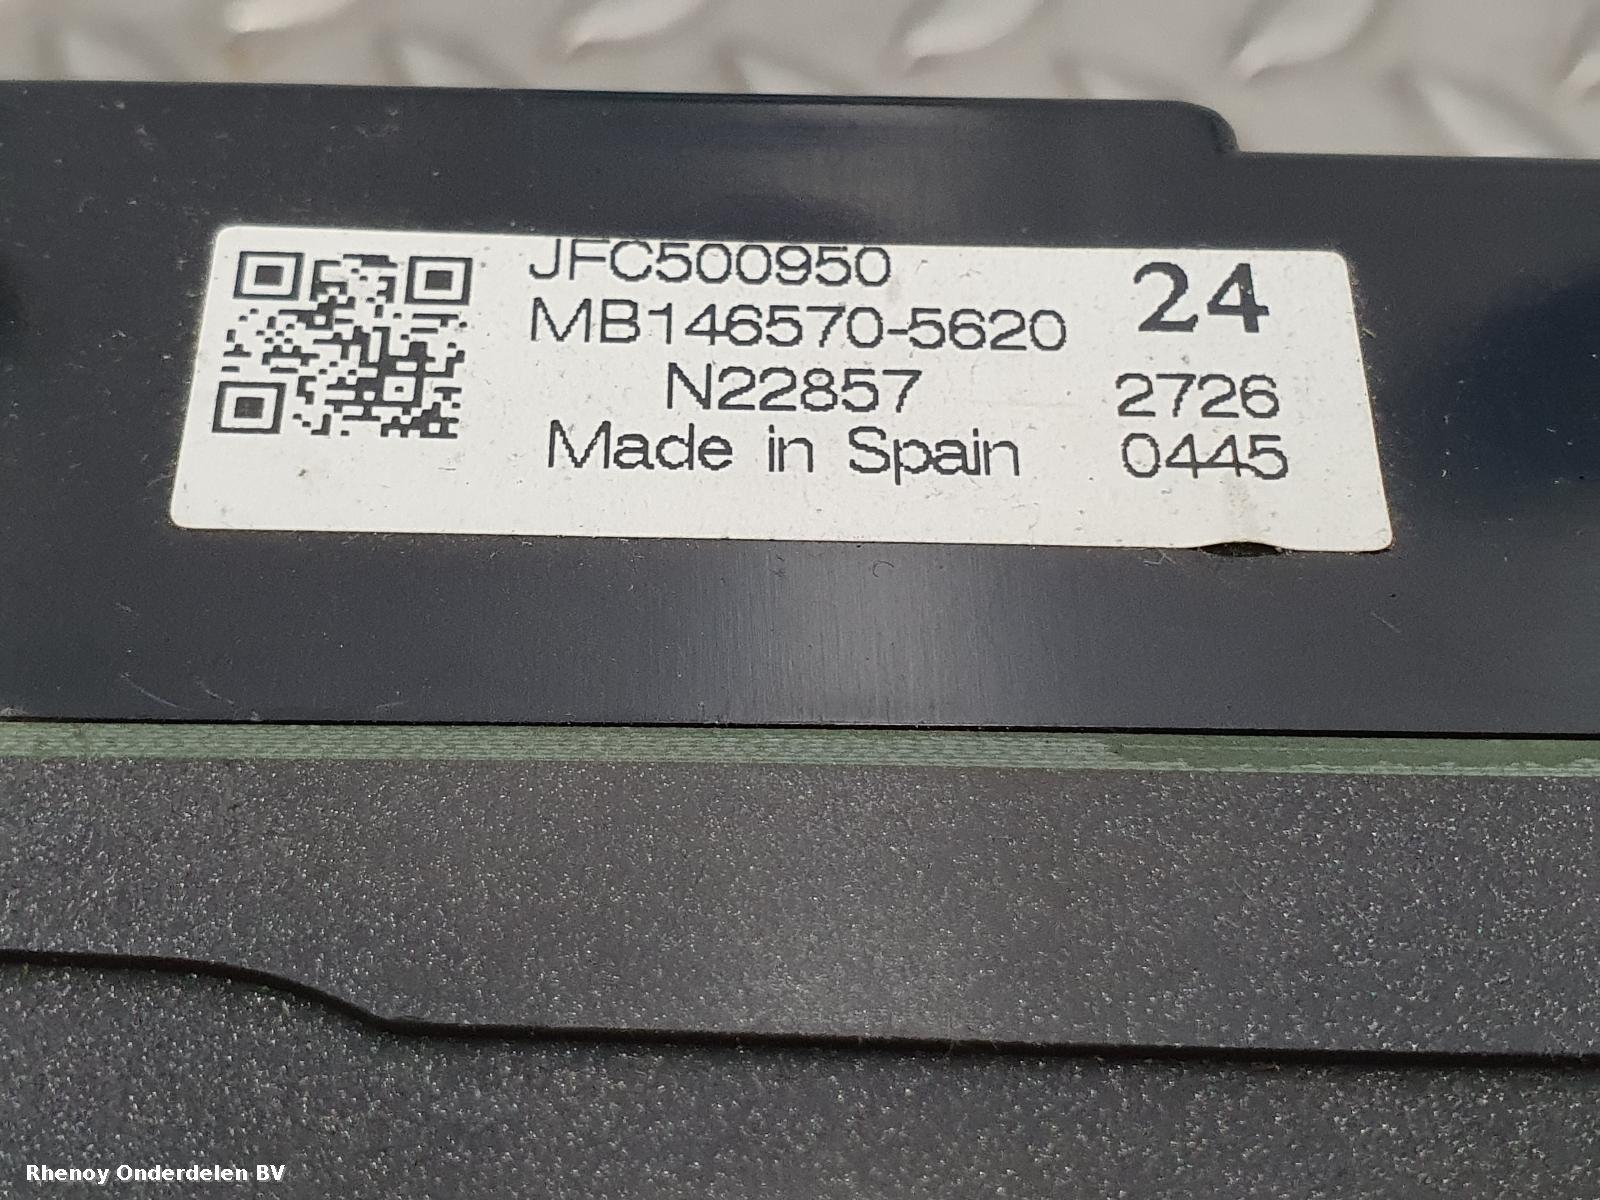 JFC500950
MB146570-5620
24
N22857
2726
Made in Spain
0445
Rhenoy Onderdelen BV